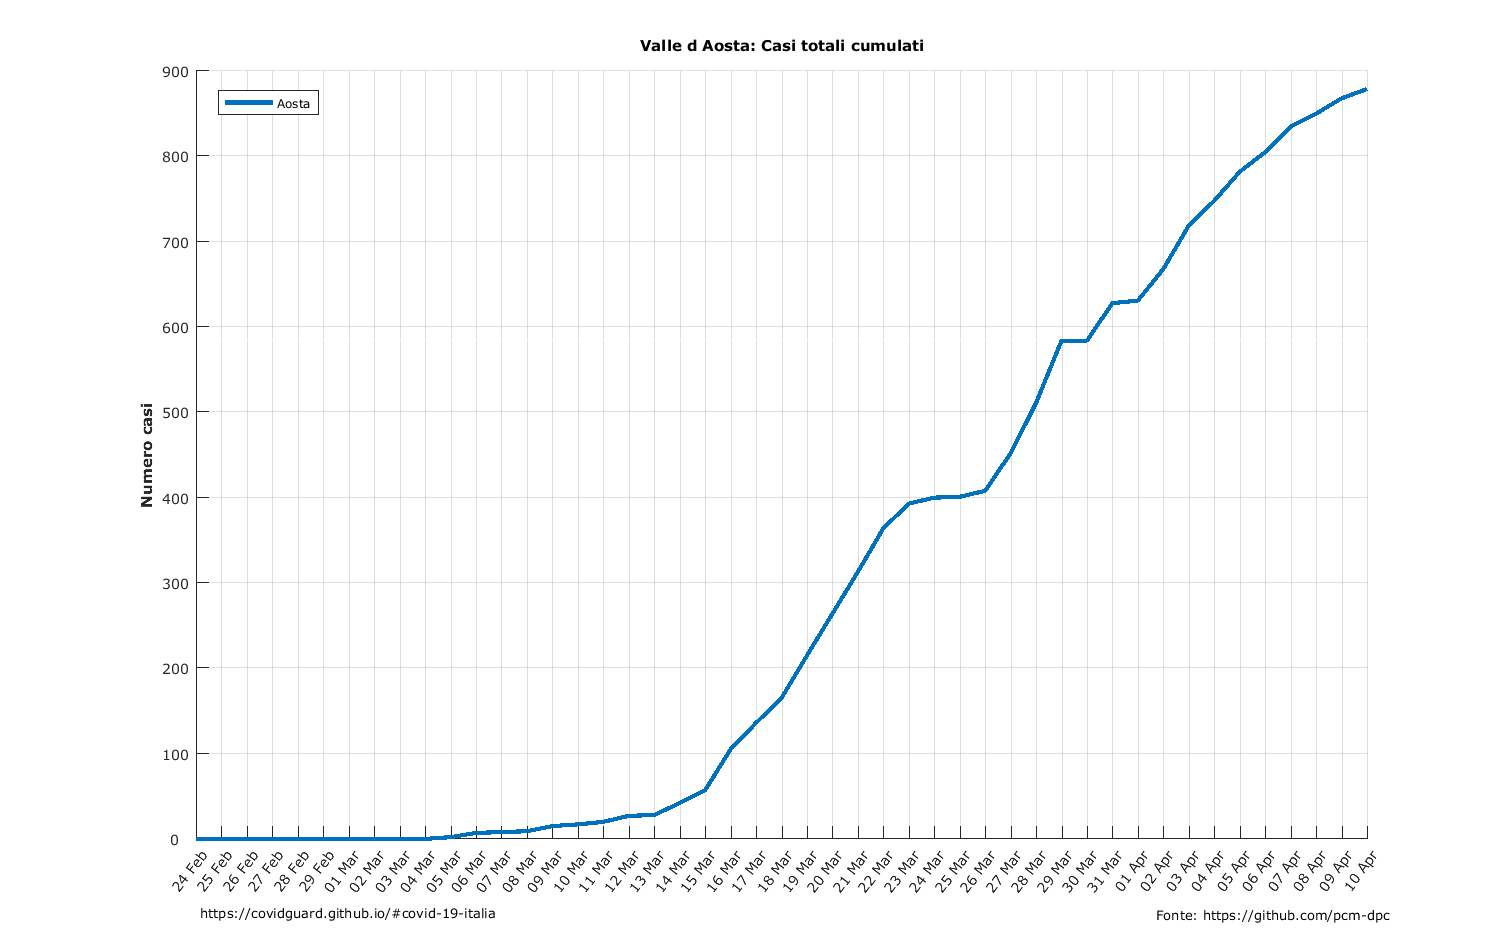 Valle d Aosta: Casi totali cumulati
Aosta
Numero casi
900
800
700
600
500
400
300
200
100
0
24 Feb
25 Feb
26 Feb
27 Feb
28 Feb
29 Feb
01 Mar
02 Mar
03 Mar
04 Mar
05 Mar
06 Mar
07 Mar
08 Mar
09 Mar
10 Mar
11 Mar
12 Mar
13 Mar
14 Mar
15 Mar
16 Mar
17 Mar
18 Mar
19 Mar
20 Mar
21 Mar
22 Mar
23 Mar
24 Mar
25 Mar
26 Mar
27 Mar
28 Mar
29 Mar
30 Mar
31 Mar
01 Apr
02 Apr
03 Apr
04 Apr
05 Apr
06 Apr
07 Apr
08 Apr
09 Apr
10 Apr
https://covidguard.github.io/#covid-19-italia
Fonte: https://github.com/pcm-dpc